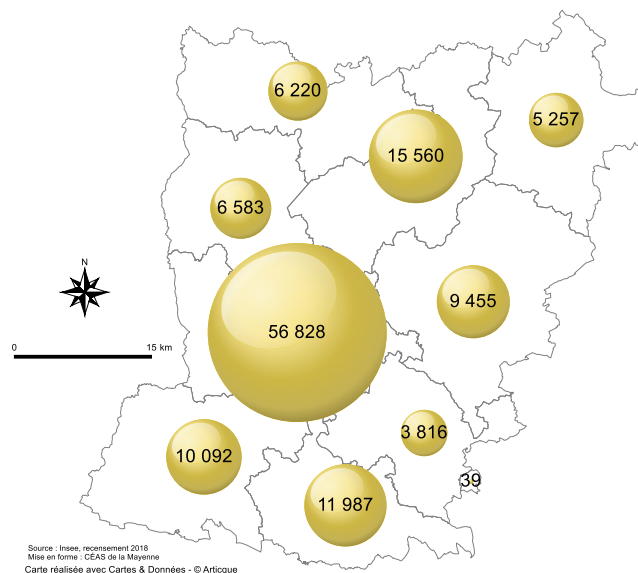 6 220
5 257
15 560
6 583
N
9 455
0 15 km
56 828
3 816
10 092
39
11 987
Source : Insee, recensement 2018
Mise en forme : CÉAS de la Mayenne
Carte réalisée avec Cartes & Données - © Articque